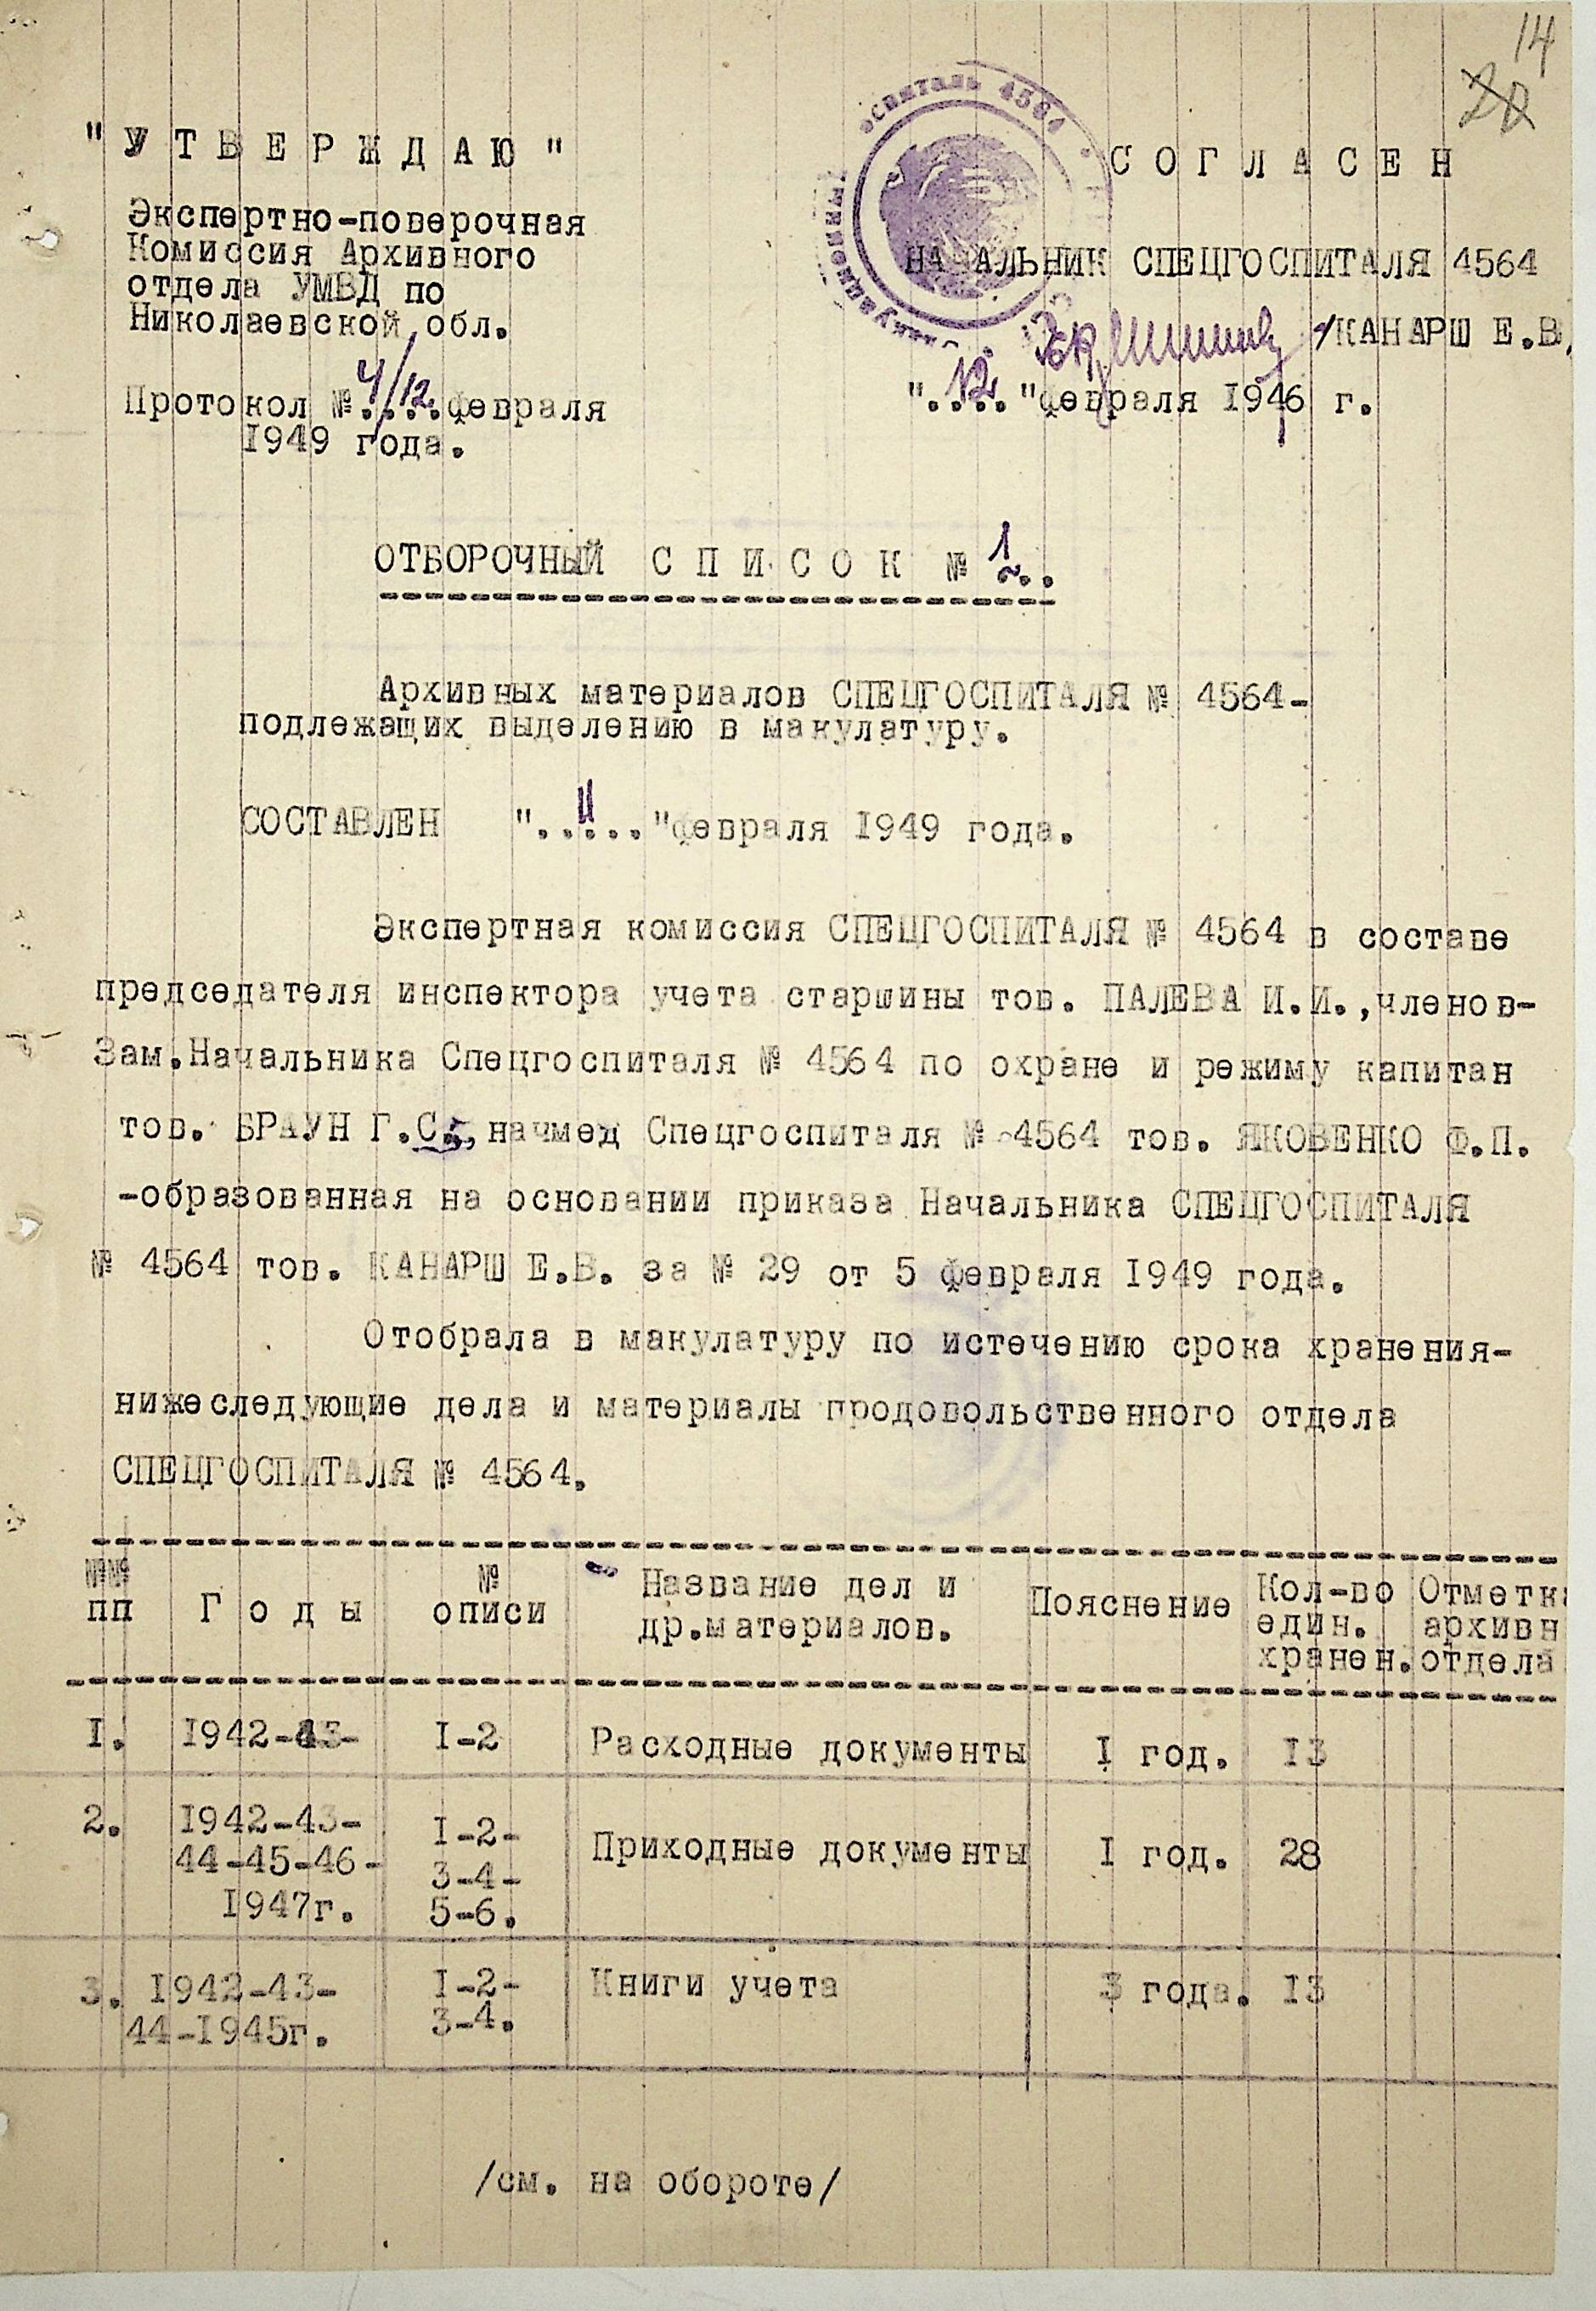 14
20
"УТВЕРЖДАЮ"
Экспертно-поверочная
Комиссия Архивного
отдела УМВД по
Николаевской обл.
Протокол № 4/12 февраля
1949 года.
оспиталь 4564
СОГЛАСЕН
НАЧАЛЬНИК СПЕЦГОСПИТАЛЯ 4564
/КАНАРШ Е.В.
".12."февраля 1946 г.
ОТБОРОЧНЫЙ СПИСОК № 1..
Архивных материалов СПЕЦГОСПИТАЛЯ № 4564-
подлежащих выделению в макулатуру.
СОСТАВЛЕН "..11.."февраля 1949 года.
Экспертная комиссия СПЕЦГОСПИТАЛЯ № 4564 в составе
председателя инспектора учета старшины тов. ПАЛЕВА И.И.,членов-
Зам.Начальника Спецгоспиталя № 4564 по охране и режиму капитан
тов. БРАУН Г.С., начмед Спецгоспиталя № 4564 тов. ЯКОВЕНКО Ф.П.
-образованная на основании приказа Начальника СПЕЦГОСПИТАЛЯ
№ 4564 тов. КАНАРШ Е.В. за № 29 от 5 февраля 1949 года.
Отобрала в макулатуру по истечению срока хранения-
нижеследующие дела и материалы продовольственного отдела
СПЕЦГОСПИТАЛЯ № 4564.
№№ пп Годы № описи Название дел и др.материалов. Пояснение Кол-во един. хранен. Отметка архивн отдела
1. 1942-43- 1-2 Расходные документы 1 год. 13
2. 1942-43- 1-2- Приходные документы 1 год. 28
44-45-46- 3-4-
1947г. 5-6.
3. 1942-43- 1-2- Книги учета 3 года. 13
44-1945г. 3-4.
/см. на обороте/